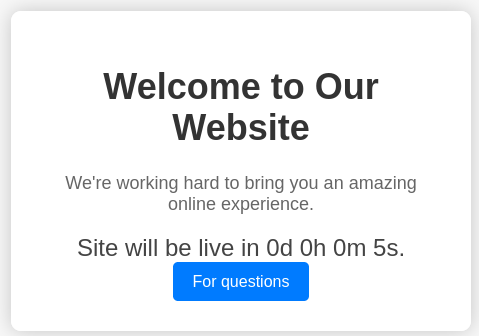 Welcome to Our
Website
We're working hard to bring you an amazing
online experience.
Site will be live in 0d 0h 0m 5s.
For questions